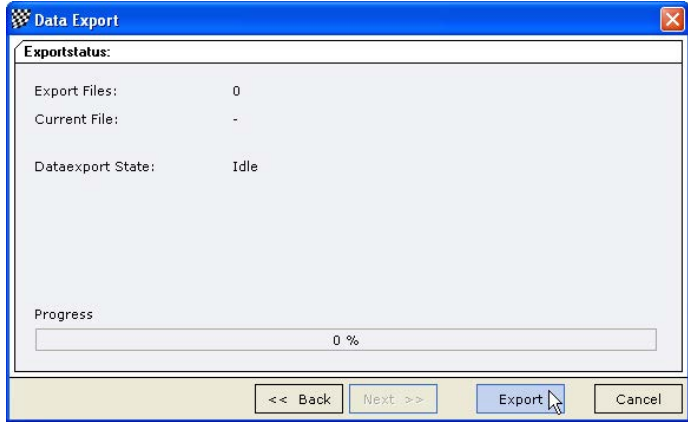 Data Export
Exportstatus:
Export Files: 0
Current File: -
Dataexport State: Idle
Progress
0 %
<< Back Next >> Export Cancel